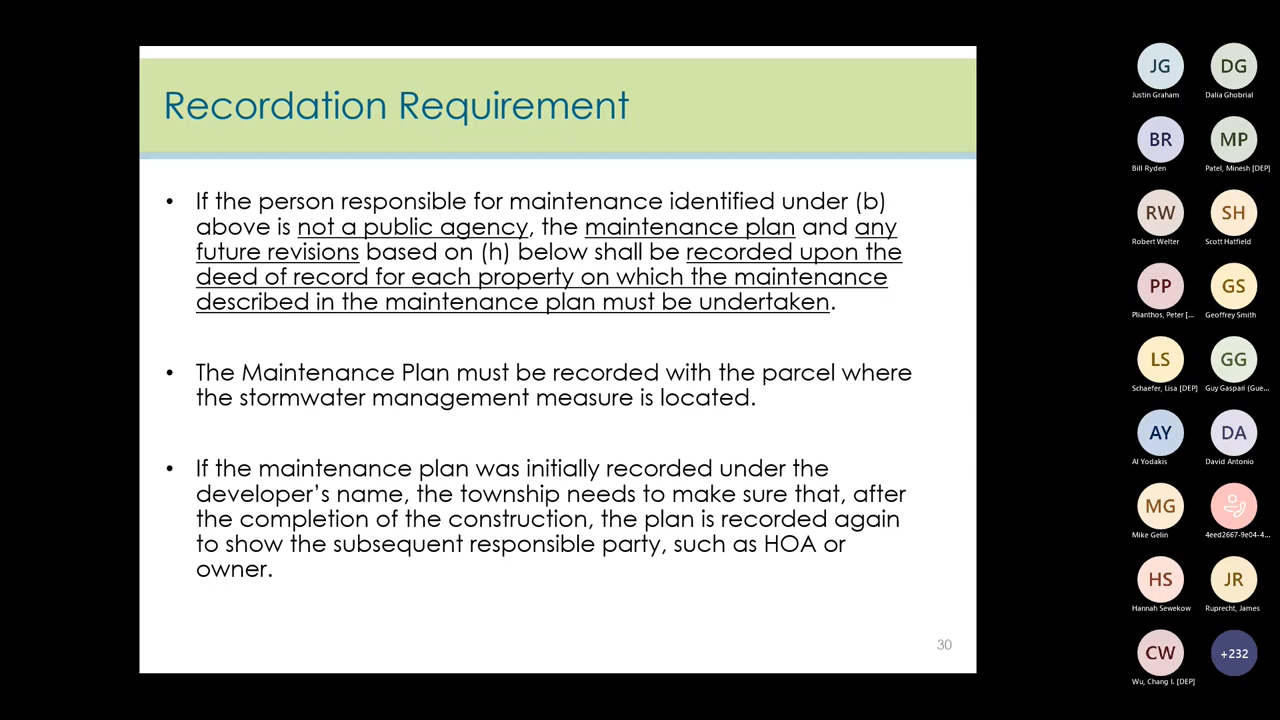 Recordation Requirement
• If the person responsible for maintenance identified under (b)
above is not a public agency, the maintenance plan and any
future revisions based on (h) below shall be recorded upon the
deed of record for each property on which the maintenance
described in the maintenance plan must be undertaken.
• The Maintenance Plan must be recorded with the parcel where
the stormwater management measure is located.
• If the maintenance plan was initially recorded under the
developer’s name, the township needs to make sure that, after
the completion of the construction, the plan is recorded again
to show the subsequent responsible party, such as HOA or
owner.
30
JG DG
Justin Graham Dalia Ghobrial
BR MP
Bill Ryden Patel, Minesh [DEP]
RW SH
Robert Welter Scott Hatfield
PP GS
Plianthos, Peter [... Geoffrey Smith
LS GG
Schaefer, Lisa [DEP] Guy Gaspari (Gue...
AY DA
Al Yodakis David Antonio
MG
Mike Gelin 4eed2667-9e04-4...
HS JR
Hannah Sewekow Ruprecht, James
CW +232
Wu, Chang I. [DEP]